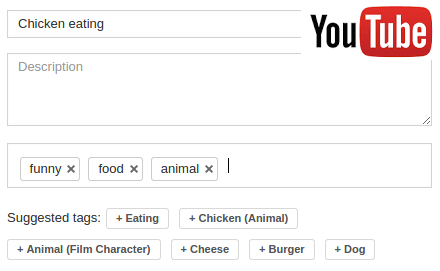 Chicken eating
YouTube
Description
funny × food × animal ×
Suggested tags: + Eating + Chicken (Animal)
+ Animal (Film Character) + Cheese + Burger + Dog